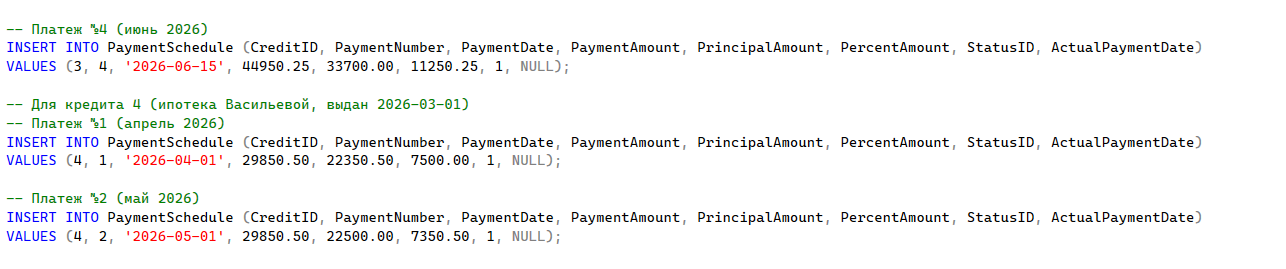 -- Платеж №4 (июнь 2026)
INSERT INTO PaymentSchedule (CreditID, PaymentNumber, PaymentDate, PaymentAmount, PrincipalAmount, PercentAmount, StatusID, ActualPaymentDate)
VALUES (3, 4, '2026-06-15', 44950.25, 33700.00, 11250.25, 1, NULL);
-- Для кредита 4 (ипотека Васильевой, выдан 2026-03-01)
-- Платеж №1 (апрель 2026)
INSERT INTO PaymentSchedule (CreditID, PaymentNumber, PaymentDate, PaymentAmount, PrincipalAmount, PercentAmount, StatusID, ActualPaymentDate)
VALUES (4, 1, '2026-04-01', 29850.50, 22350.50, 7500.00, 1, NULL);
-- Платеж №2 (май 2026)
INSERT INTO PaymentSchedule (CreditID, PaymentNumber, PaymentDate, PaymentAmount, PrincipalAmount, PercentAmount, StatusID, ActualPaymentDate)
VALUES (4, 2, '2026-05-01', 29850.50, 22500.00, 7350.50, 1, NULL);